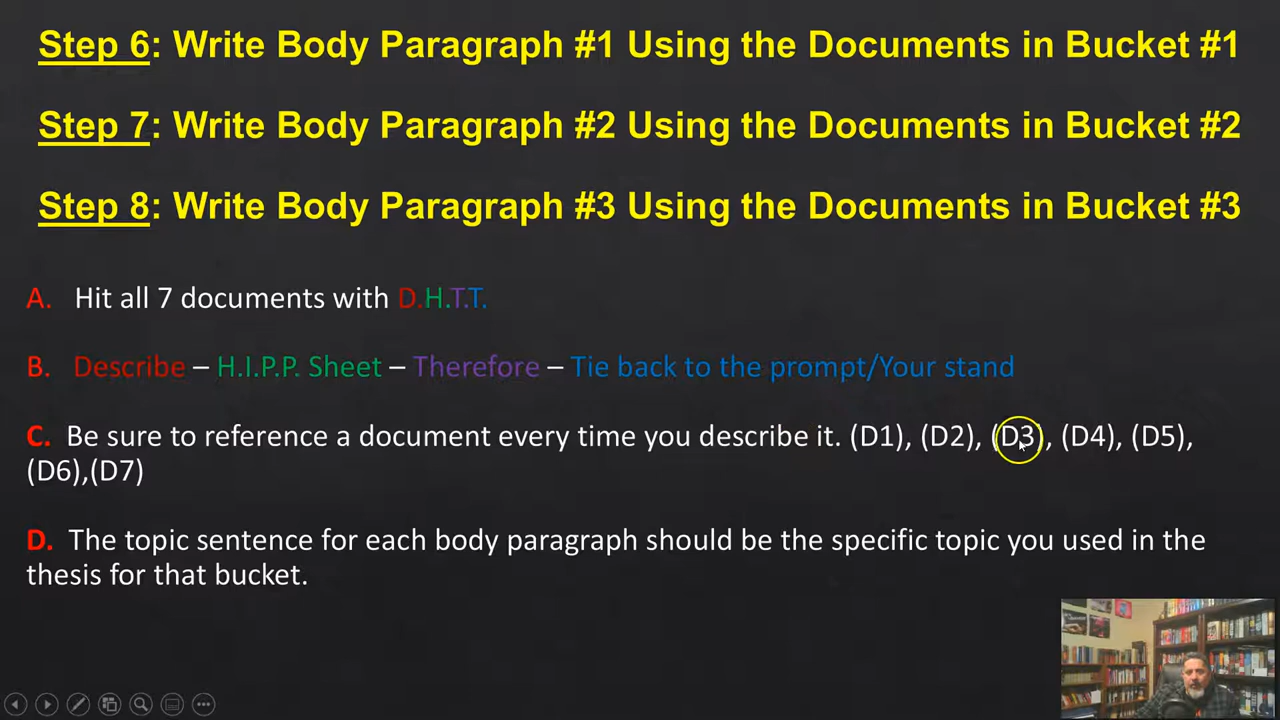 Step 6: Write Body Paragraph #1 Using the Documents in Bucket #1
Step 7: Write Body Paragraph #2 Using the Documents in Bucket #2
Step 8: Write Body Paragraph #3 Using the Documents in Bucket #3
A. Hit all 7 documents with D.H.T.T.
B. Describe – H.I.P.P. Sheet – Therefore – Tie back to the prompt/Your stand
C. Be sure to reference a document every time you describe it. (D1), (D2), (D3), (D4), (D5),
(D6),(D7)
D. The topic sentence for each body paragraph should be the specific topic you used in the
thesis for that bucket.